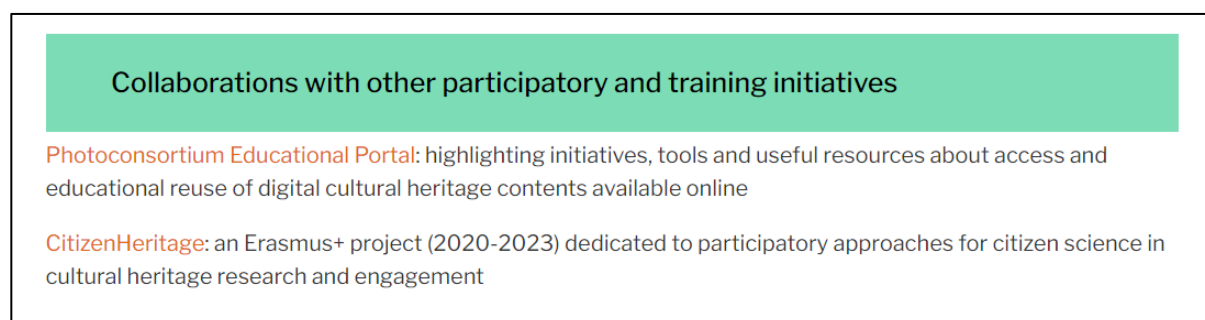 Collaborations with other participatory and training initiatives
Photoconsortium Educational Portal: highlighting initiatives, tools and useful resources about access and
educational reuse of digital cultural heritage contents available online
CitizenHeritage: an Erasmus+ project (2020-2023) dedicated to participatory approaches for citizen science in
cultural heritage research and engagement